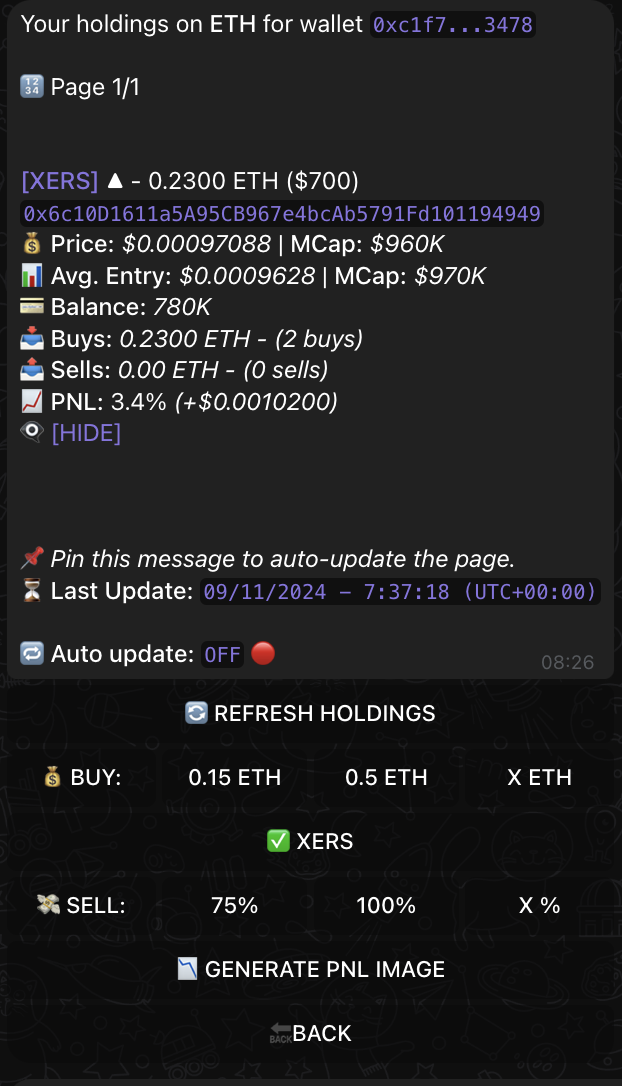 Your holdings on ETH for wallet 0xc1f7...3478
🔢 Page 1/1
[XERS] ▲ - 0.2300 ETH ($700)
0x6c10D1611a5A95CB967e4bcAb5791Fd101194949
💰 Price: $0.00097088 | MCap: $960K
📊 Avg. Entry: $0.0009628 | MCap: $970K
💳 Balance: 780K
📥 Buys: 0.2300 ETH - (2 buys)
📤 Sells: 0.00 ETH - (0 sells)
📈 PNL: 3.4% (+$0.0010200)
👁‍🗨 [HIDE]
📌 Pin this message to auto-update the page.
⏳ Last Update: 09/11/2024 − 7:37:18 (UTC+00:00)
🔁 Auto update: OFF 🔴
08:26
🔄 REFRESH HOLDINGS
💰 BUY: 0.15 ETH 0.5 ETH X ETH
✅ XERS
💸 SELL: 75% 100% X %
📉 GENERATE PNL IMAGE
🔙BACK